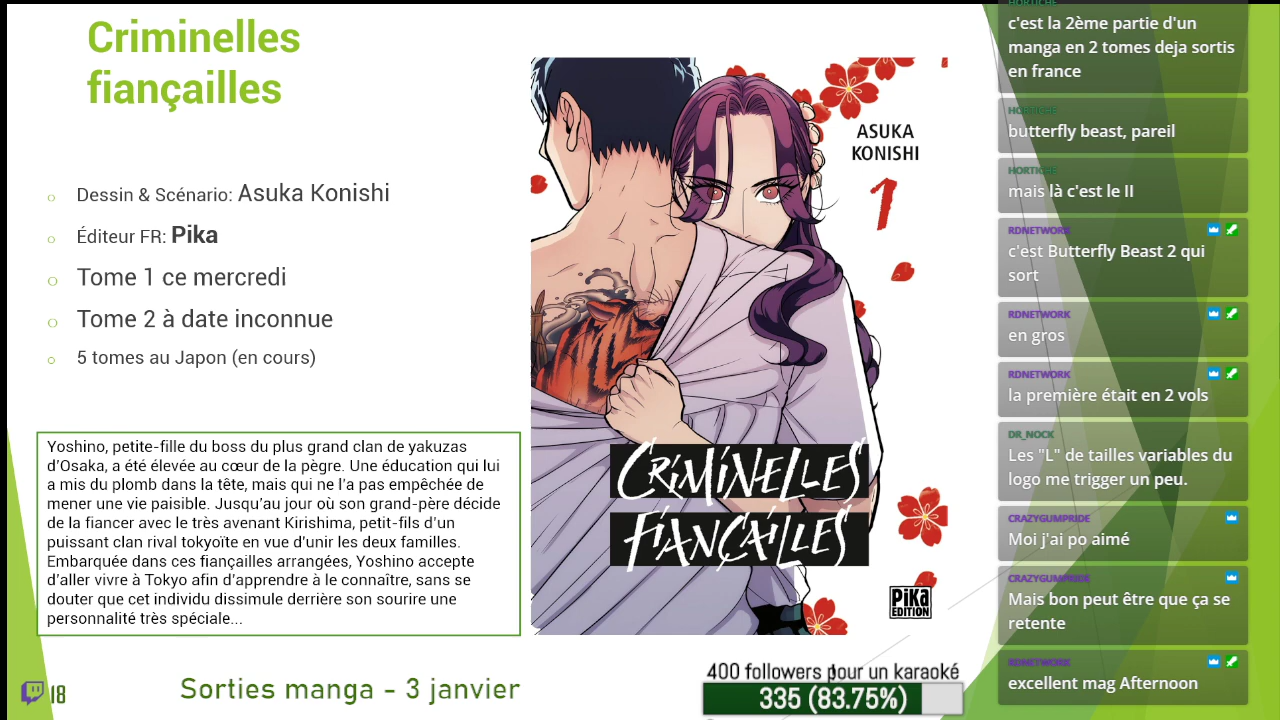 Criminelles
fiançailles
Dessin & Scénario: Asuka Konishi
Éditeur FR: Pika
Tome 1 ce mercredi
Tome 2 à date inconnue
5 tomes au Japon (en cours)
Yoshino, petite-fille du boss du plus grand clan de yakuzas
d'Osaka, a été élevée au cœur de la pègre. Une éducation qui lui
a mis du plomb dans la tête, mais qui ne l'a pas empêchée de
mener une vie paisible. Jusqu'au jour où son grand-père décide
de la fiancer avec le très avenant Kirishima, petit-fils d'un
puissant clan rival tokyoïte en vue d'unir les deux familles.
Embarquée dans ces fiançailles arrangées, Yoshino accepte
d'aller vivre à Tokyo afin d'apprendre à le connaître, sans se
douter que cet individu dissimule derrière son sourire une
personnalité très spéciale...
ASUKA
KONISHI
1
CRIMINELLES
FIANÇAILLES
PIKA
EDITION
18
Sorties manga - 3 janvier
400 followers pour un karaoké
335 (83.75%)
HORTICHE
c'est la 2ème partie d'un
manga en 2 tomes deja sortis
en france
HORTICHE
butterfly beast, pareil
HORTICHE
mais là c'est le II
RDNETWORK
c'est Butterfly Beast 2 qui
sort
RDNETWORK
en gros
RDNETWORK
la première était en 2 vols
DR_NOCK
Les "L" de tailles variables du
logo me trigger un peu.
CRAZYGUMPRIDE
Moi j'ai po aimé
CRAZYGUMPRIDE
Mais bon peut être que ça se
retente
RDNETWORK
excellent mag Afternoon